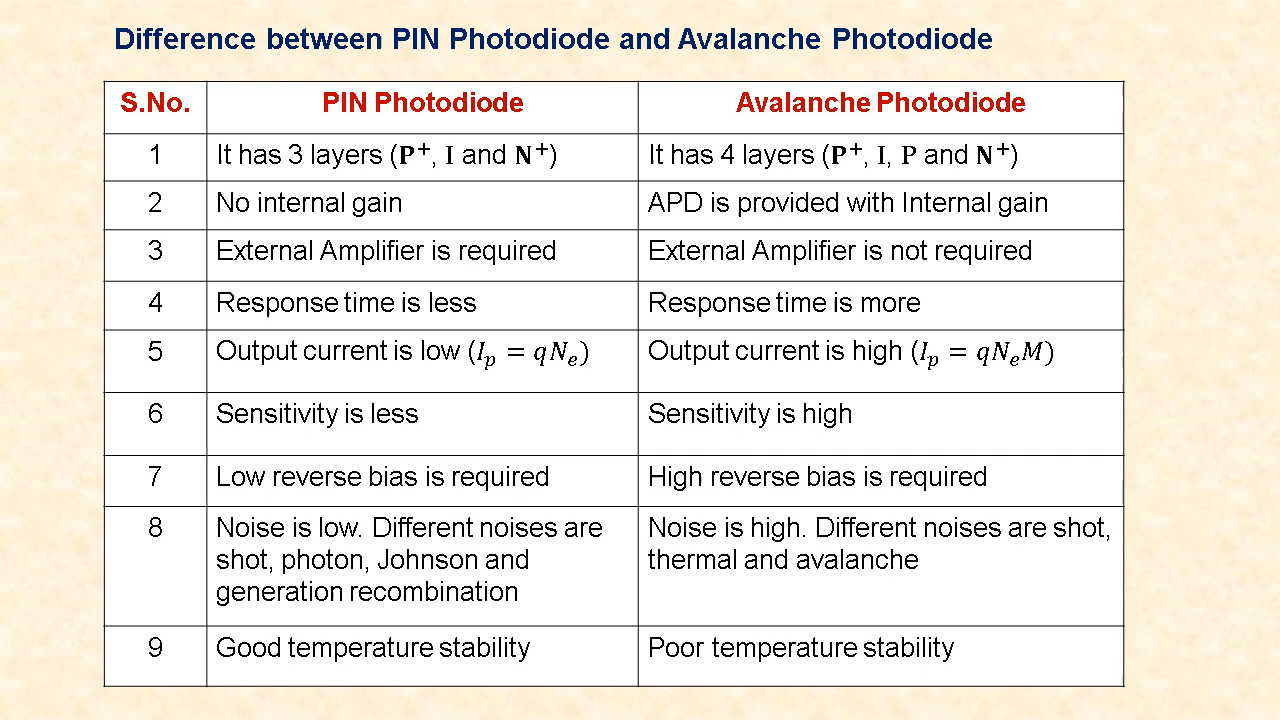 Difference between PIN Photodiode and Avalanche Photodiode
S.No. PIN Photodiode Avalanche Photodiode
1 It has 3 layers (P⁺, I and N⁺) It has 4 layers (P⁺, I, P and N⁺)
2 No internal gain APD is provided with Internal gain
3 External Amplifier is required External Amplifier is not required
4 Response time is less Response time is more
5 Output current is low (Iₚ = qNₑ) Output current is high (Iₚ = qNₑM)
6 Sensitivity is less Sensitivity is high
7 Low reverse bias is required High reverse bias is required
8 Noise is low. Different noises are
shot, photon, Johnson and
generation recombination
Noise is high. Different noises are shot,
thermal and avalanche
9 Good temperature stability Poor temperature stability